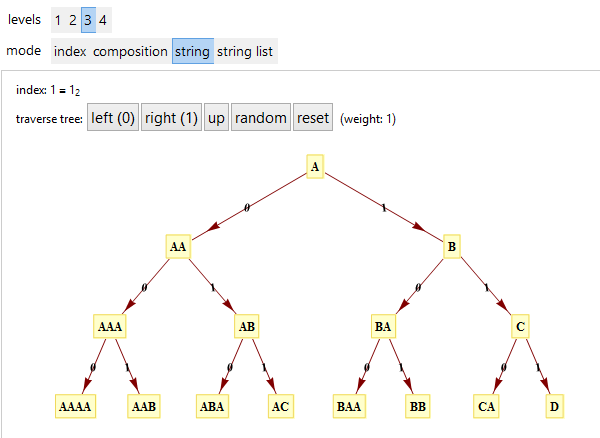 levels 1 2 3 4
mode index composition string string list
index: 1 = 1₂
traverse tree: left (0) right (1) up random reset (weight: 1)
A
0 1
AA B
0 1 0 1
AAA AB BA C
0 1 0 1 0 1 0 1
AAAA AAB ABA AC BAA BB CA D